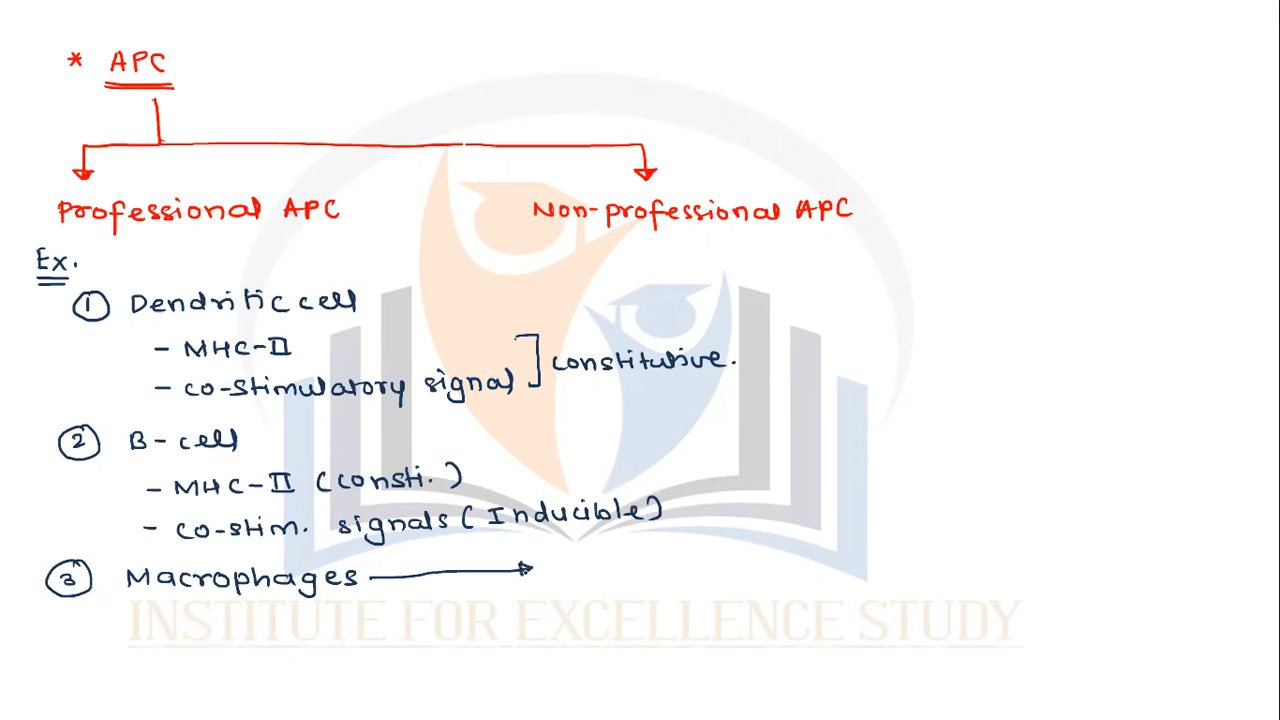 * APC
Professional APC
Non-professional APC
Ex.
① Dendritic cell
- MHC-II
- co-stimulatory signal ] constitutive.
② B-cell
- MHC-II (consti.)
- co-stim. signals (Inducible)
③ Macrophages →
INSTITUTE FOR EXCELLENCE STUDY